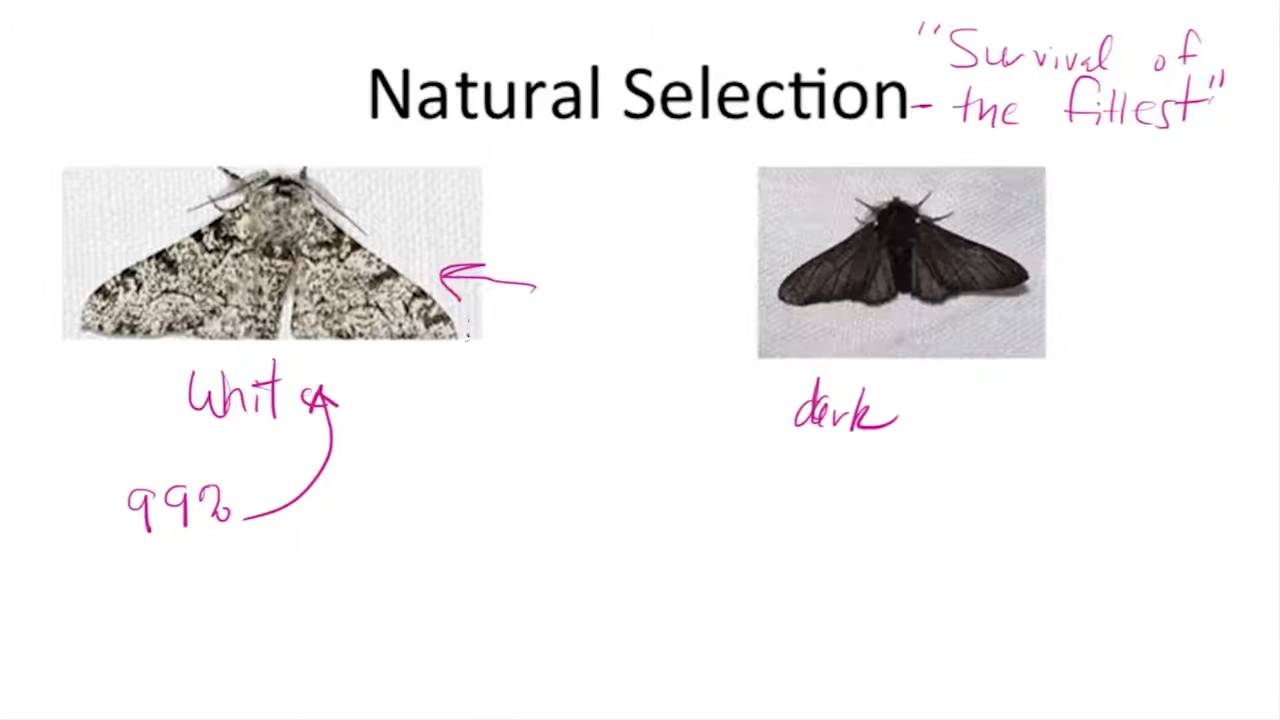 Natural Selection
"Survival of
- the fittest"
white
dark
99%